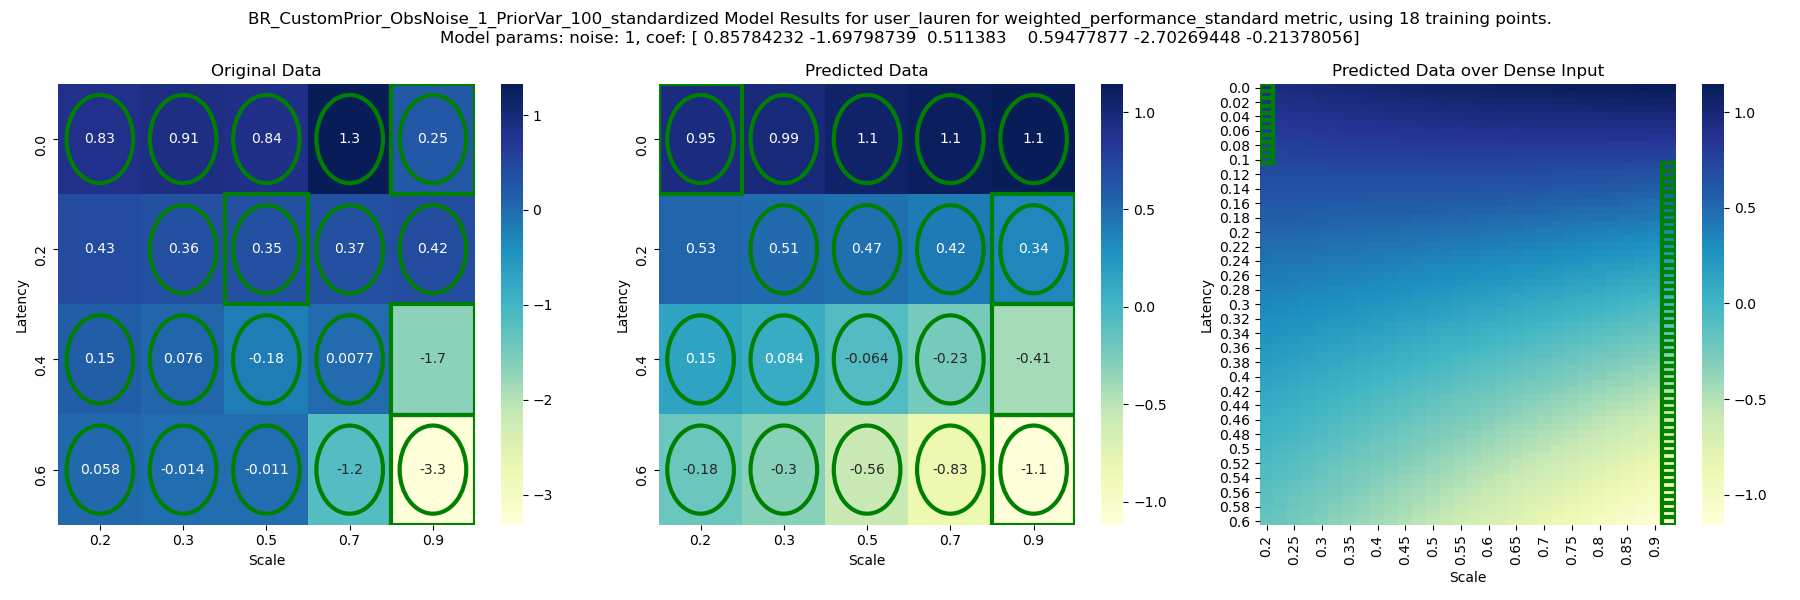 BR_CustomPrior_ObsNoise_1_PriorVar_100_standardized Model Results for user_lauren for weighted_performance_standard metric, using 18 training points.
Model params: noise: 1, coef: [ 0.85784232 -1.69798739  0.511383    0.59477877 -2.70269448 -0.21378056]
Original Data
0.0 0.83 0.91 0.84 1.3 0.25
0.2 0.43 0.36 0.35 0.37 0.42
0.4 0.15 0.076 -0.18 0.0077 -1.7
0.6 0.058 -0.014 -0.011 -1.2 -3.3
0.2 0.3 0.5 0.7 0.9
Scale
Latency
1
0
−1
−2
−3
Predicted Data
0.0 0.95 0.99 1.1 1.1 1.1
0.2 0.53 0.51 0.47 0.42 0.34
0.4 0.15 0.084 -0.064 -0.23 -0.41
0.6 -0.18 -0.3 -0.56 -0.83 -1.1
0.2 0.3 0.5 0.7 0.9
Scale
Latency
1.0
0.5
0.0
−0.5
−1.0
Predicted Data over Dense Input
0.0
0.02
0.04
0.06
0.08
0.1
0.12
0.14
0.16
0.18
0.2
0.22
0.24
0.26
0.28
0.3
0.32
0.34
0.36
0.38
0.4
0.42
0.44
0.46
0.48
0.5
0.52
0.54
0.56
0.58
0.6
0.2 0.25 0.3 0.35 0.4 0.45 0.5 0.55 0.6 0.65 0.7 0.75 0.8 0.85 0.9
Scale
Latency
1.0
0.5
0.0
−0.5
−1.0